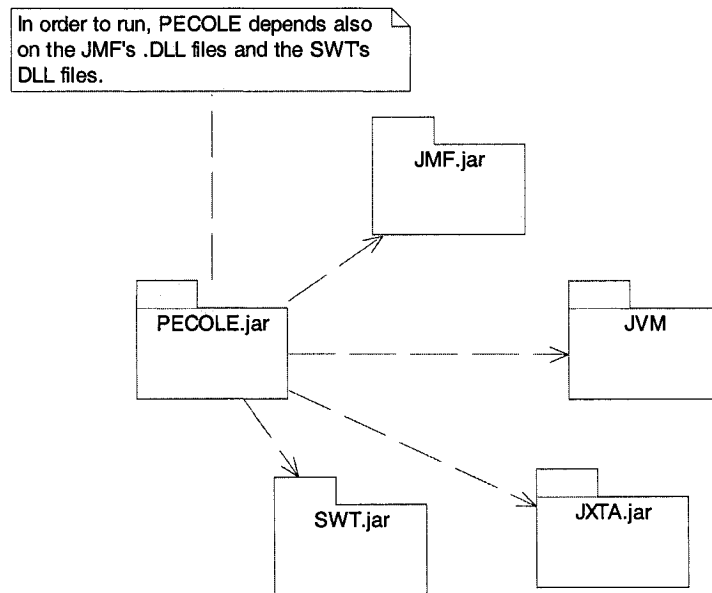 In order to run, PECOLE depends also
on the JMF's .DLL files and the SWT's
DLL files.
JMF.jar
PECOLE.jar
JVM
SWT.jar
JXTA.jar